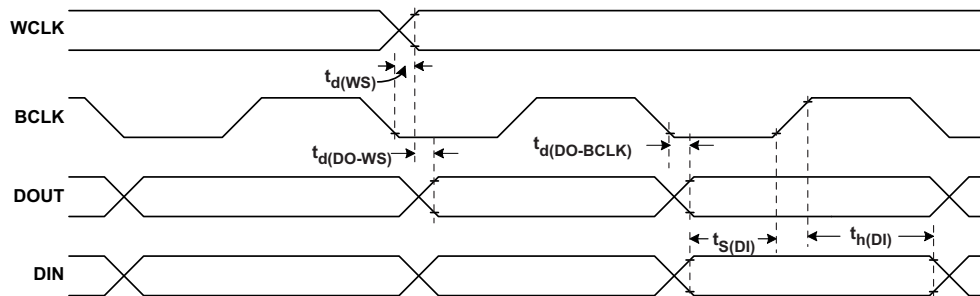 WCLK
td(WS)
BCLK
td(DO-WS)
td(DO-BCLK)
DOUT
tS(DI)
th(DI)
DIN